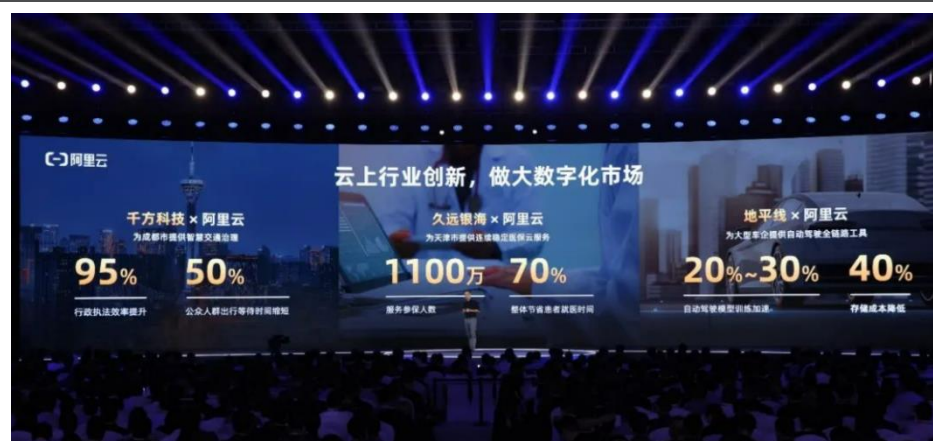 阿里云
云上行业创新，做大数字化市场
千方科技 × 阿里云
为成都市提供智慧交通治理
95%
行政执法效率提升
50%
公众人群出行等待时间缩短
久远银海 × 阿里云
为天津市提供连续稳定医保云服务
1100万
服务参保人数
70%
整体节省患者就医时间
地平线 × 阿里云
为大型车企提供自动驾驶全链路工具
20%~30%
自动驾驶模型训练加速
40%
存储成本降低